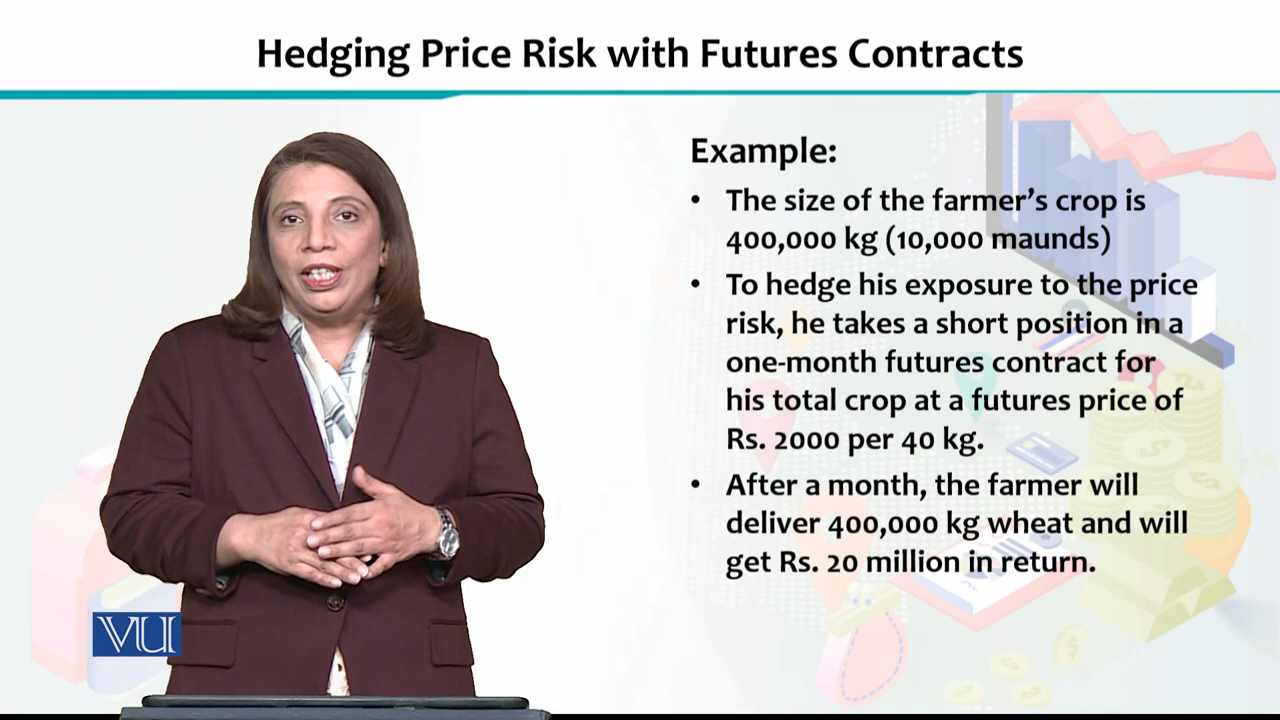 Hedging Price Risk with Futures Contracts
Example:
• The size of the farmer's crop is
400,000 kg (10,000 maunds)
• To hedge his exposure to the price
risk, he takes a short position in a
one-month futures contract for
his total crop at a futures price of
Rs. 2000 per 40 kg.
• After a month, the farmer will
deliver 400,000 kg wheat and will
get Rs. 20 million in return.
VU